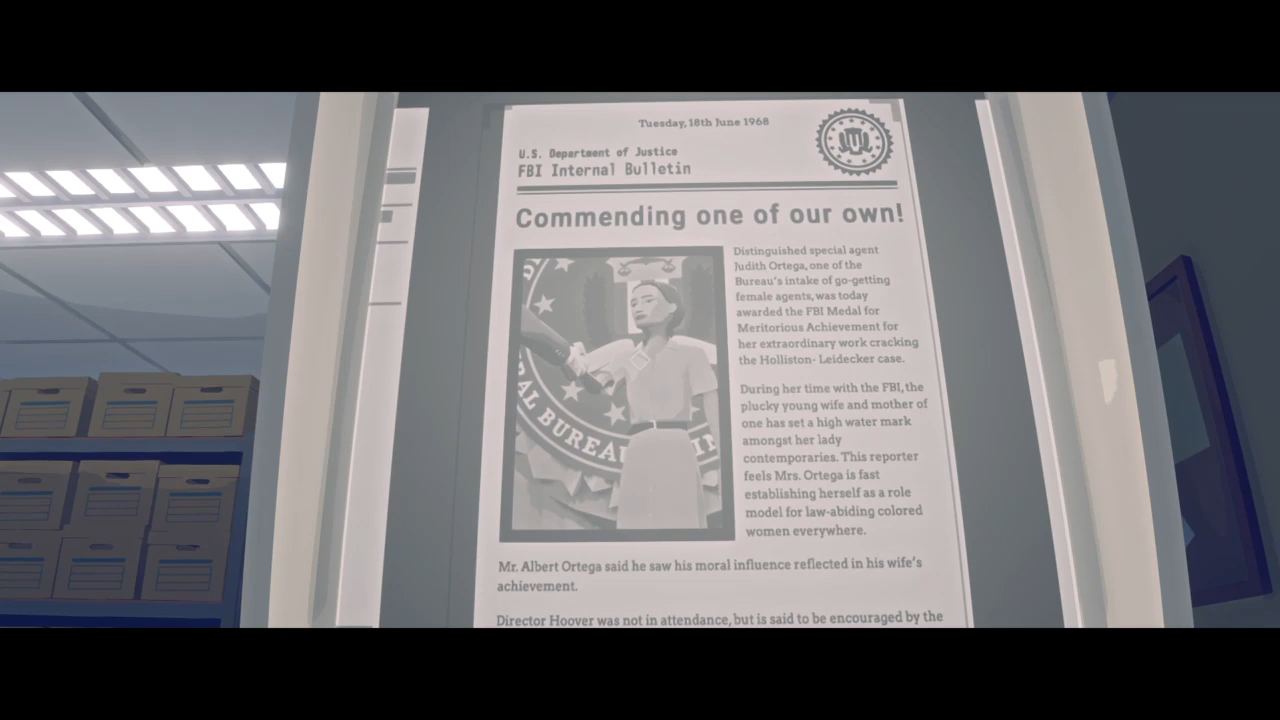 Tuesday, 18th June 1968
U.S. Department of Justice
FBI Internal Bulletin
Commending one of our own!
Distinguished special agent
Judith Ortega, one of the
Bureau's intake of go-getting
female agents, was today
awarded the FBI Medal for
Meritorious Achievement for
her extraordinary work cracking
the Holliston- Leidecker case.
During her time with the FBI, the
plucky young wife and mother of
one has set a high water mark
amongst her lady
contemporaries. This reporter
feels Mrs. Ortega is fast
establishing herself as a role
model for law-abiding colored
women everywhere.
AL BUREAU
IN
Mr. Albert Ortega said he saw his moral influence reflected in his wife's
achievement.
Director Hoover was not in attendance, but is said to be encouraged by the